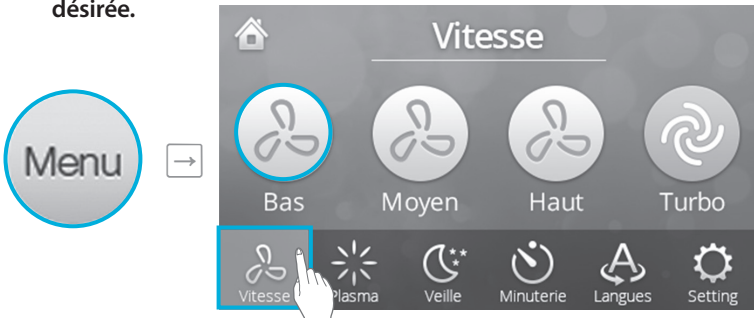 désirée.
Menu
Vitesse
Bas Moyen Haut Turbo
Vitesse Plasma Veille Minuterie Langues Setting